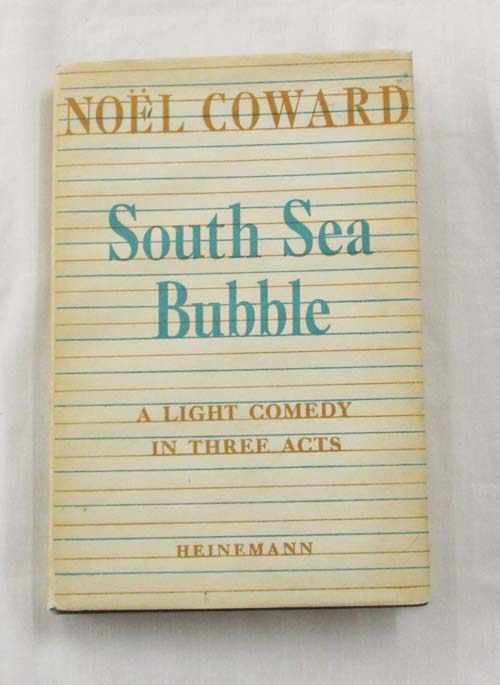 NOËL COWARD
South Sea
Bubble
A LIGHT COMEDY
IN THREE ACTS
HEINEMANN